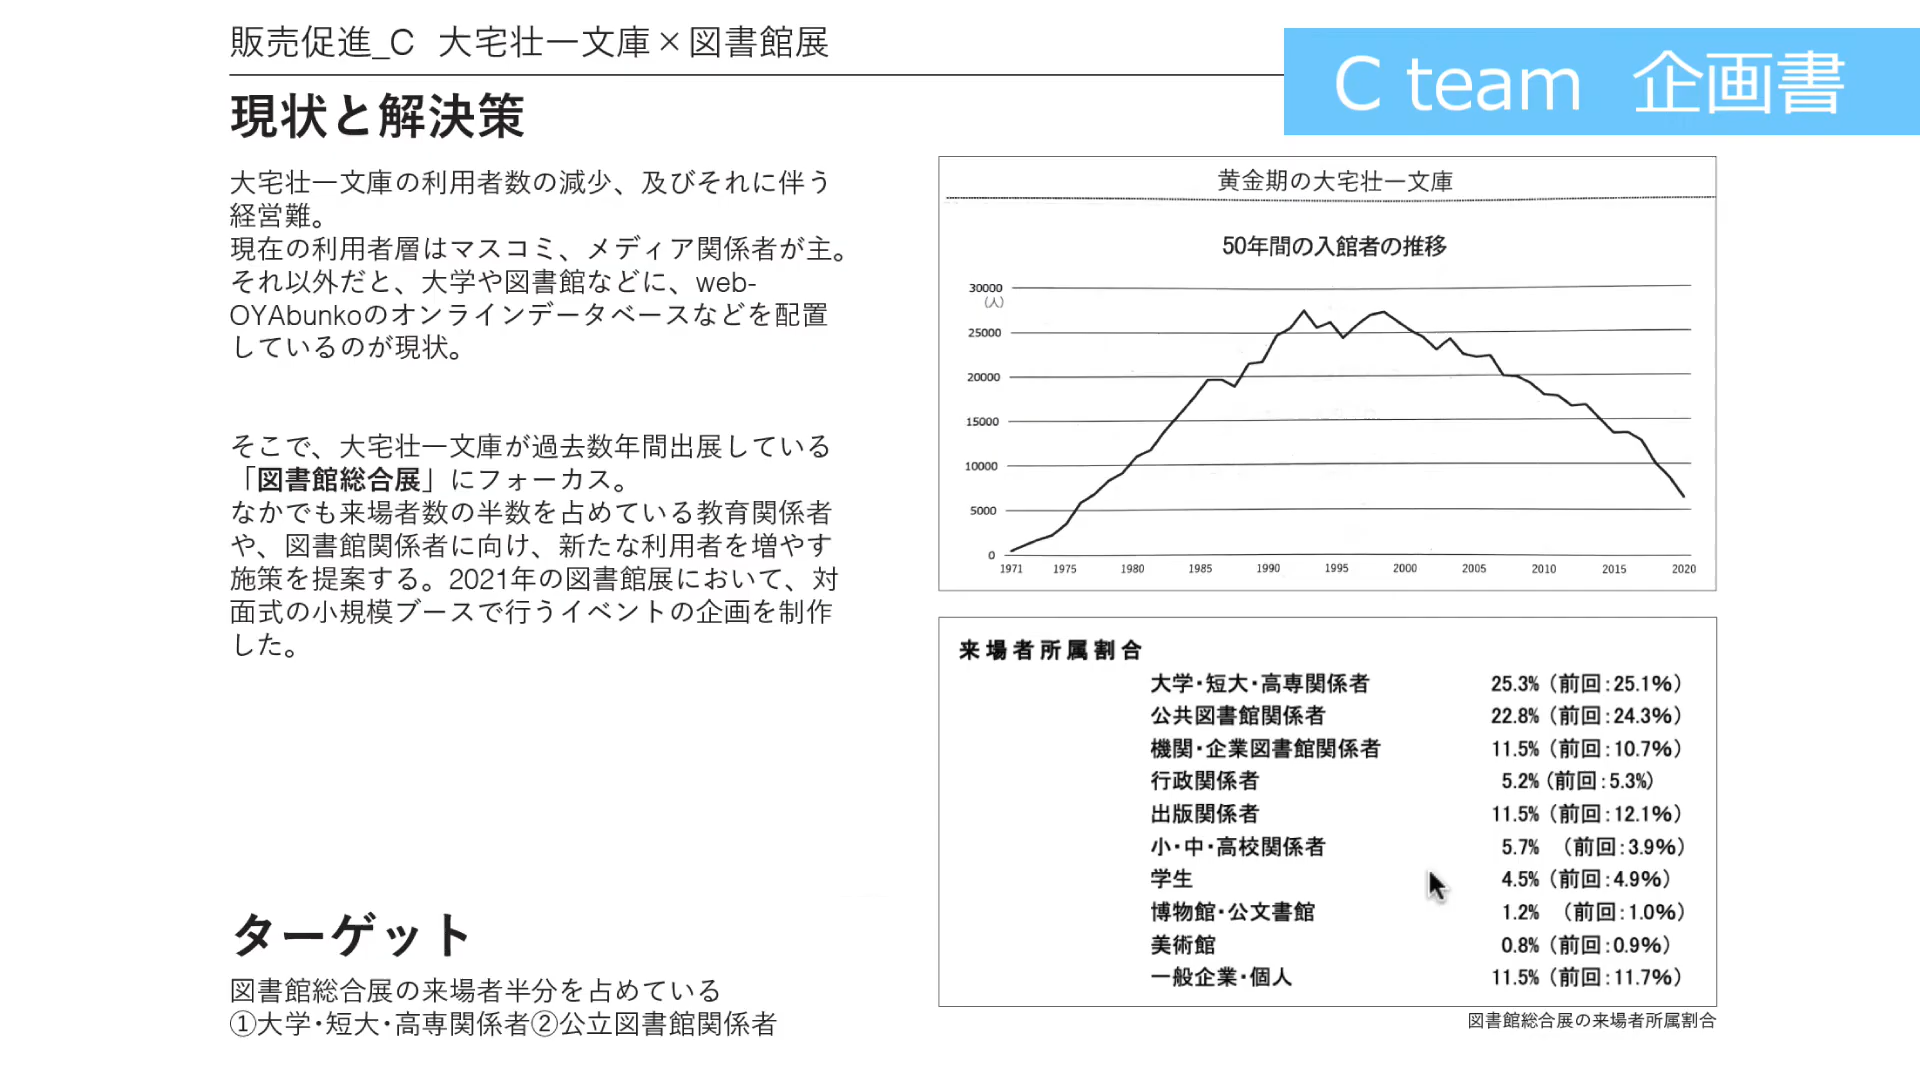 販売促進_C 大宅壮一文庫×図書館展
C team 企画書
現状と解決策
大宅壮一文庫の利用者数の減少、及びそれに伴う
経営難。
現在の利用者層はマスコミ、メディア関係者が主。
それ以外だと、大学や図書館などに、web-
OYAbunkoのオンラインデータベースなどを配置
しているのが現状。
そこで、大宅壮一文庫が過去数年間出展している
「図書館総合展」にフォーカス。
なかでも来場者数の半数を占めている教育関係者
や、図書館関係者に向け、新たな利用者を増やす
施策を提案する。2021年の図書館展において、対
面式の小規模ブースで行うイベントの企画を制作
した。
ターゲット
図書館総合展の来場者半分を占めている
①大学・短大・高専関係者②公立図書館関係者
黄金期の大宅壮一文庫
50年間の入館者の推移
30000
(人)
25000
20000
15000
10000
5000
0
1971 1975 1980 1985 1990 1995 2000 2005 2010 2015 2020
来場者所属割合
大学・短大・高専関係者 25.3%（前回：25.1%）
公共図書館関係者 22.8%（前回：24.3%）
機関・企業図書館関係者 11.5%（前回：10.7%）
行政関係者 5.2%（前回：5.3%）
出版関係者 11.5%（前回：12.1%）
小・中・高校関係者 5.7%（前回：3.9%）
学生 4.5%（前回：4.9%）
博物館・公文書館 1.2%（前回：1.0%）
美術館 0.8%（前回：0.9%）
一般企業・個人 11.5%（前回：11.7%）
図書館総合展の来場者所属割合